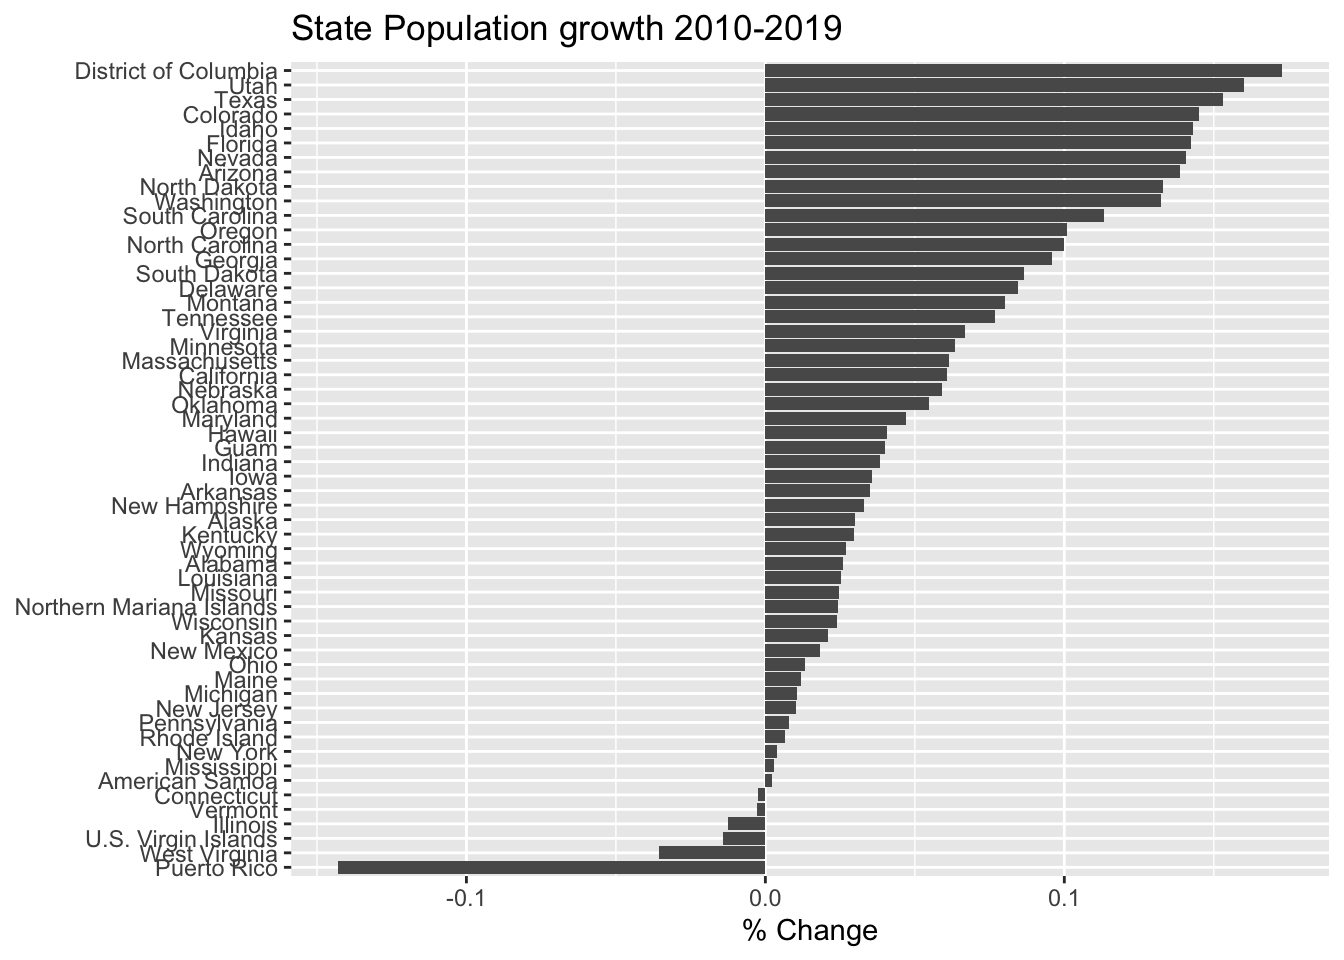 State Population growth 2010-2019
District of Columbia
Utah
Texas
Colorado
Idaho
Florida
Nevada
Arizona
North Dakota
Washington
South Carolina
Oregon
North Carolina
Georgia
South Dakota
Delaware
Montana
Tennessee
Virginia
Minnesota
Massachusetts
California
Nebraska
Oklahoma
Maryland
Hawaii
Guam
Indiana
Iowa
Arkansas
New Hampshire
Alaska
Kentucky
Wyoming
Alabama
Louisiana
Missouri
Northern Mariana Islands
Wisconsin
Kansas
New Mexico
Ohio
Maine
Michigan
New Jersey
Pennsylvania
Rhode Island
New York
Mississippi
American Samoa
Connecticut
Vermont
Illinois
U.S. Virgin Islands
West Virginia
Puerto Rico
-0.1 0.0 0.1
% Change